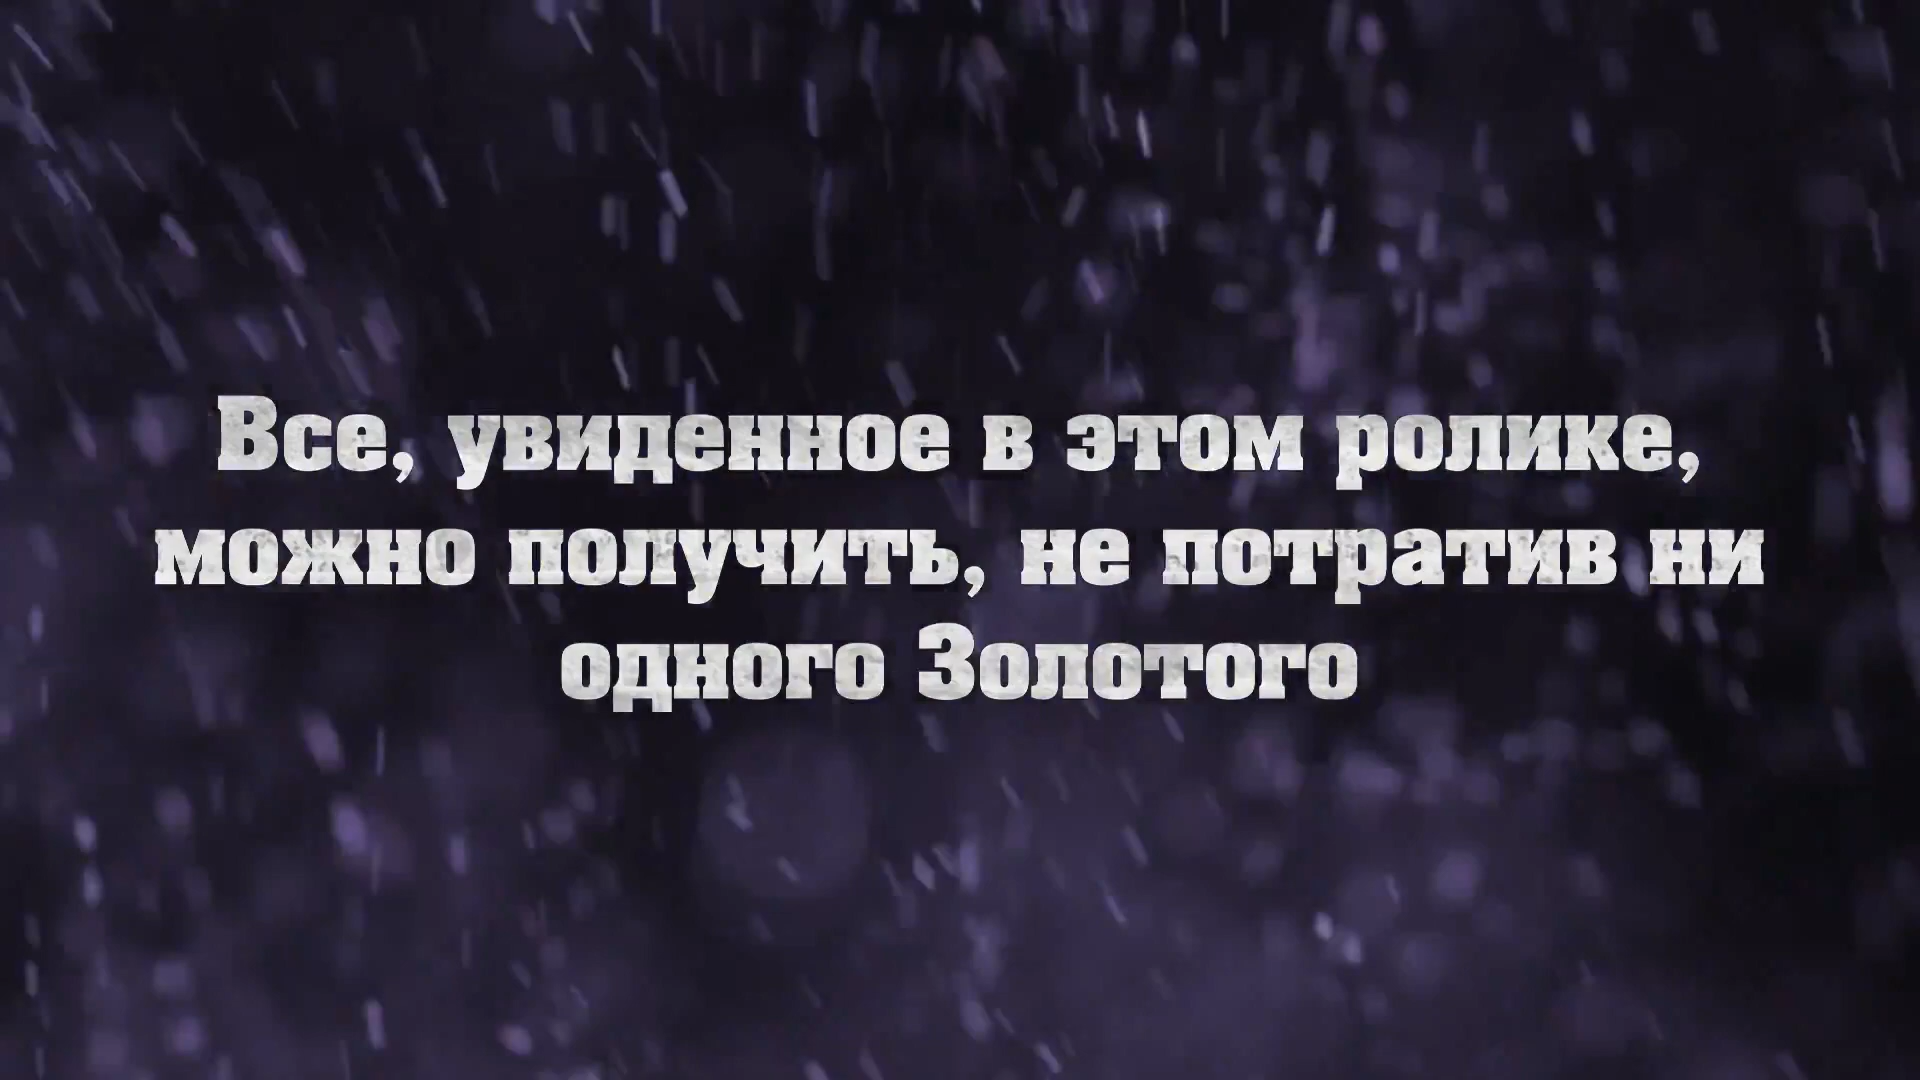 Все, увиденное в этом ролике,
можно получить, не потратив ни
одного Золотого